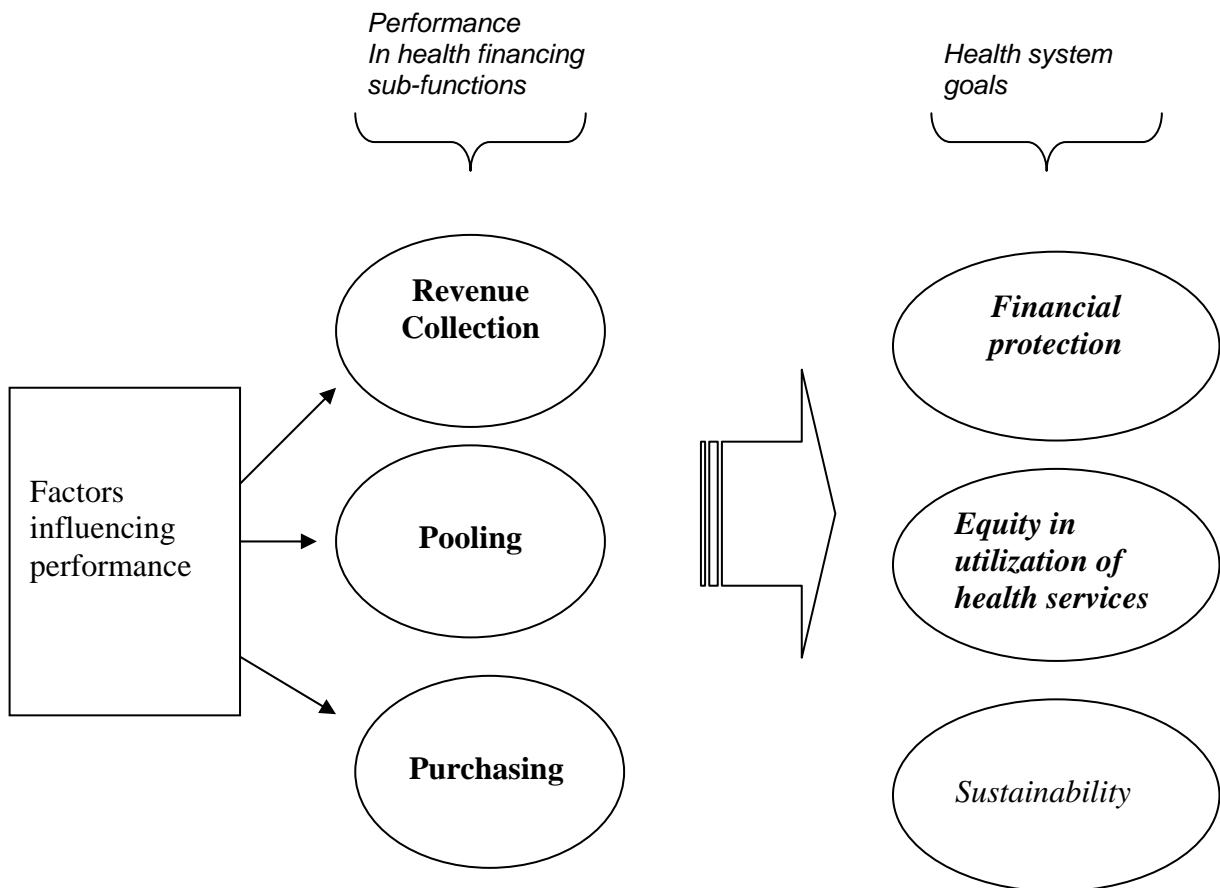 Performance
In health financing
sub-functions
Health system
goals
Revenue
Collection
Financial
protection
Factors
influencing
performance
Pooling
Equity in
utilization of
health services
Purchasing
Sustainability